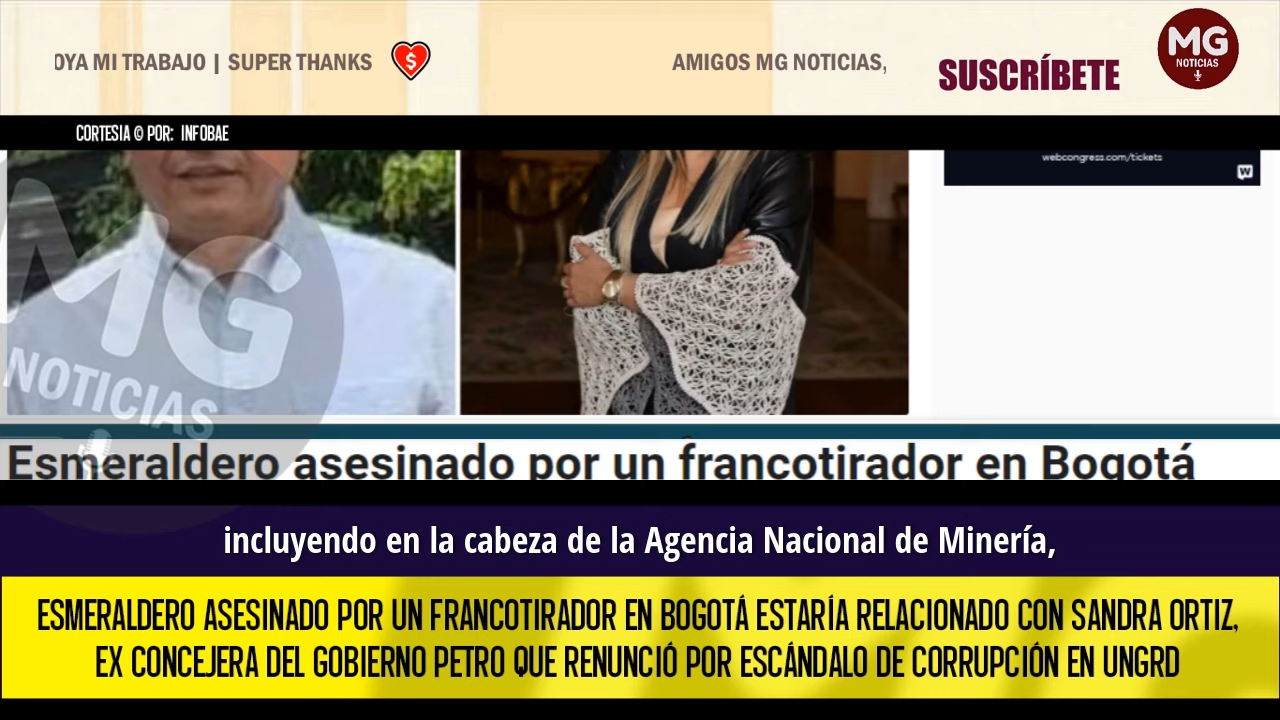 OYA MI TRABAJO | SUPER THANKS
AMIGOS MG NOTICIAS,
SUSCRÍBETE
MG
NOTICIAS
CORTESIA © POR: INFOBAE
webcongress.com/tickets
W
MG
NOTICIAS
Esmeraldero asesinado por un francotirador en Bogotá
incluyendo en la cabeza de la Agencia Nacional de Minería,
ESMERALDERO ASESINADO POR UN FRANCOTIRADOR EN BOGOTÁ ESTARÍA RELACIONADO CON SANDRA ORTIZ,
EX CONCEJERA DEL GOBIERNO PETRO QUE RENUNCIÓ POR ESCÁNDALO DE CORRUPCIÓN EN UNGRD